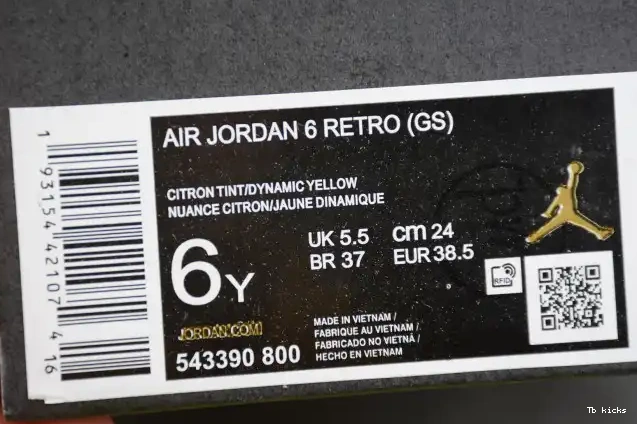 AIR JORDAN 6 RETRO (GS)
CITRON TINT/DYNAMIC YELLOW
NUANCE CITRON/JAUNE DINAMIQUE
6Y
UK 5.5 cm 24
BR 37 EUR 38.5
RFID
JORDAN.COM
543390 800
MADE IN VIETNAM /
FABRIQUE AU VIETNAM /
FABRICADO NO VIETNÃ /
HECHO EN VIETNAM
1 93154 42107 4 16
Tb kicks